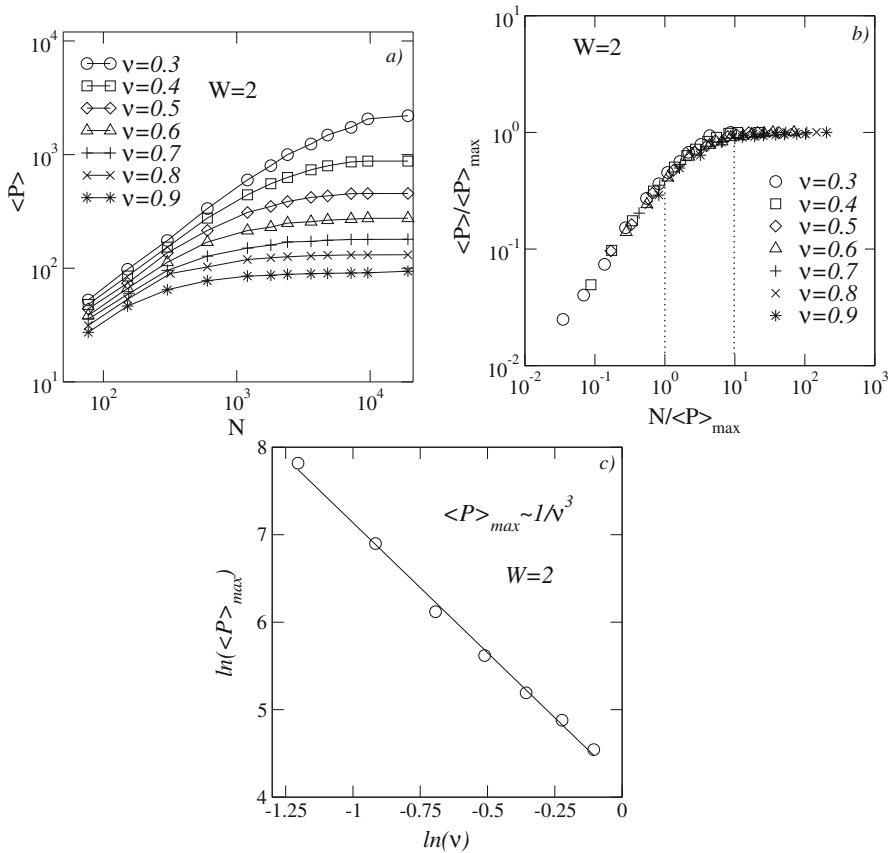 a)
10^4
10^3
10^2
10^1
<P>
ν=0.3
ν=0.4
ν=0.5
ν=0.6
ν=0.7
ν=0.8
ν=0.9
W=2
10^2
10^3
10^4
N
b)
W=2
10^1
10^0
10^-1
10^-2
<P>/<P>_max
ν=0.3
ν=0.4
ν=0.5
ν=0.6
ν=0.7
ν=0.8
ν=0.9
10^-2
10^-1
10^0
10^1
10^2
10^3
N/<P>_max
c)
8
7
6
5
4
ln(<P>_max)
<P>_max~1/ν^3
W=2
-1.25
-1
-0.75
-0.5
-0.25
0
ln(ν)